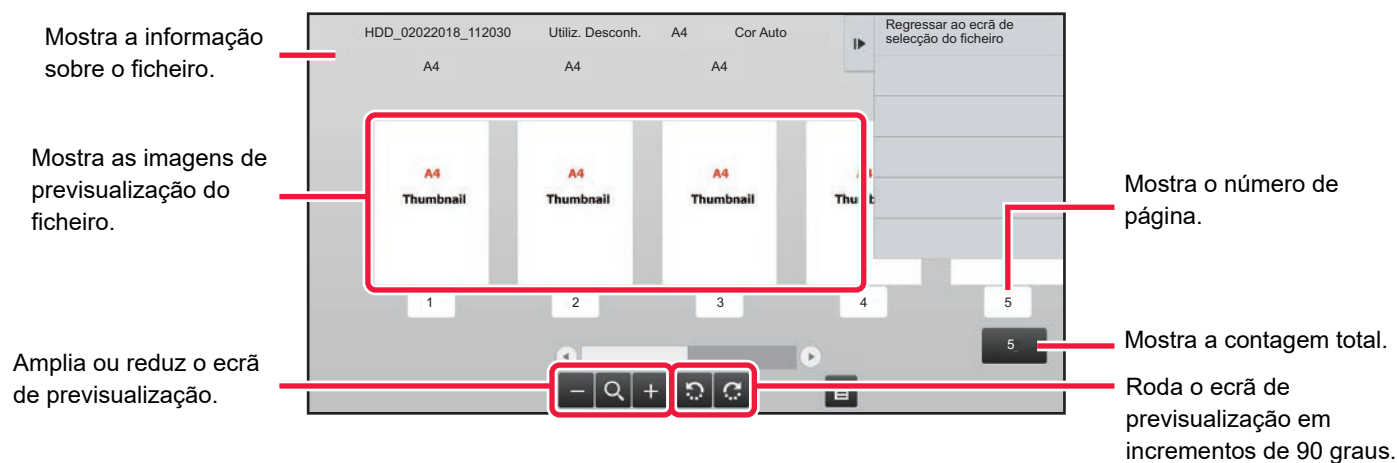 Mostra a informação
sobre o ficheiro.
Mostra as imagens de
previsualização do
ficheiro.
Amplia ou reduz o ecrã
de previsualização.
HDD_02022018_112030 Utiliz. Desconh. A4 Cor Auto
A4 A4 A4
Regressar ao ecrã de
selecção do ficheiro
A4 A4 A4
Thumbnail Thumbnail Thumbnail
1 2 3 4 5
5
Mostra o número de
página.
Mostra a contagem total.
Roda o ecrã de
previsualização em
incrementos de 90 graus.